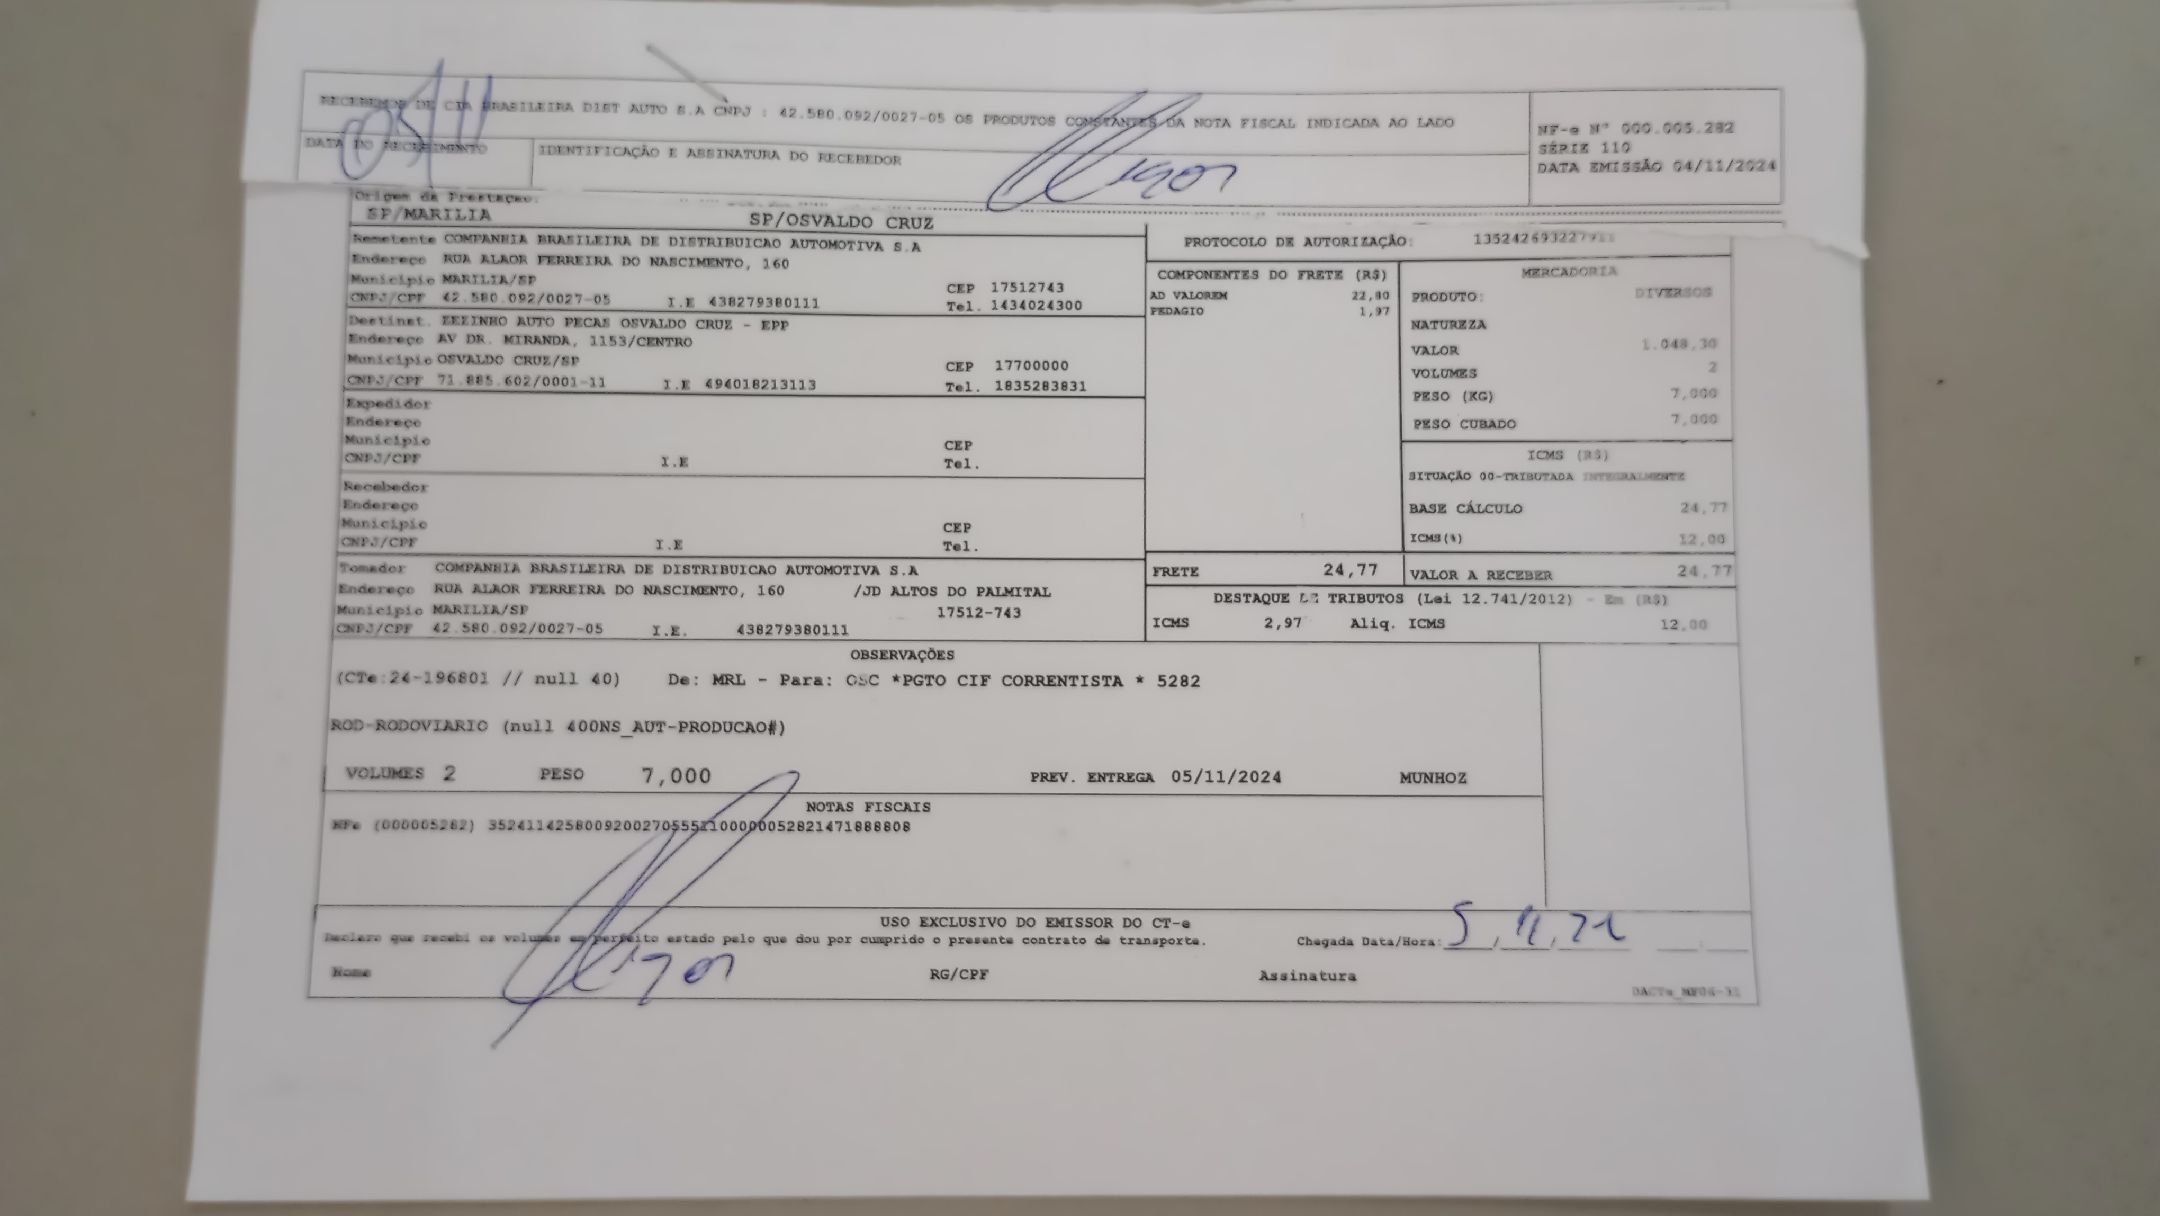 RECEBEMOS DE CIA BRASILEIRA DIST AUTO S.A CNPJ : 42.580.092/0027-05 OS PRODUTOS CONSTANTES DA NOTA FISCAL INDICADA AO LADO
NF-e Nº 000.005.282
SÉRIE 110
DATA EMISSÃO 04/11/2024
05/11
DATA DO RECEBIMENTO
IDENTIFICAÇÃO E ASSINATURA DO RECEBEDOR
Origem da Prestação:
SP/MARILIA SP/OSVALDO CRUZ
Remetente COMPANHIA BRASILEIRA DE DISTRIBUICAO AUTOMOTIVA S.A
Endereço RUA ALAOR FERREIRA DO NASCIMENTO, 160
Município MARILIA/SP CEP 17512743
CNPJ/CPF 42.580.092/0027-05 I.E 438279380111 Tel. 1434024300
Destinat. ZEZINHO AUTO PECAS OSVALDO CRUZ - EPP
Endereço AV DR. MIRANDA, 1153/CENTRO
Município OSVALDO CRUZ/SP CEP 17700000
CNPJ/CPF 71.885.602/0001-11 I.E 494018213113 Tel. 1835283831
Expedidor
Endereço
Município CEP
CNPJ/CPF I.E Tel.
Recebedor
Endereço
Município CEP
CNPJ/CPF I.E Tel.
Tomador COMPANHIA BRASILEIRA DE DISTRIBUICAO AUTOMOTIVA S.A
Endereço RUA ALAOR FERREIRA DO NASCIMENTO, 160 /JD ALTOS DO PALMITAL
Município MARILIA/SP 17512-743
CNPJ/CPF 42.580.092/0027-05 I.E. 438279380111
PROTOCOLO DE AUTORIZAÇÃO:
COMPONENTES DO FRETE (R$)
AD VALOREM 22,80
PEDAGIO 1,97
MERCADORIA
PRODUTO: DIVERSOS
NATUREZA
VALOR 1.048,30
VOLUMES 2
PESO (KG) 7,000
PESO CUBADO 7,000
ICMS (R$)
SITUAÇÃO 00-TRIBUTADA INTEGRALMENTE
BASE CÁLCULO 24,77
ICMS(%) 12,00
FRETE 24,77 VALOR A RECEBER 24,77
DESTAQUE DE TRIBUTOS (Lei 12.741/2012) - Em (R$)
ICMS 2,97 Aliq. ICMS 12,00
OBSERVAÇÕES
(CTe:24-196801 // null 40) De: MRL - Para: OSC *PGTO CIF CORRENTISTA * 5282
ROD-RODOVIARIO (null 400NS_AUT-PRODUCAO#)
VOLUMES 2 PESO 7,000 PREV. ENTREGA 05/11/2024 MUNHOZ
NOTAS FISCAIS
NFe (000005282) 35241142580092002705551100000052821471888808
USO EXCLUSIVO DO EMISSOR DO CT-e
Declaro que recebi os volumes em perfeito estado pelo que dou por cumprido o presente contrato de transporte. Chegada Data/Hora: 5, 11,
Nome RG/CPF Assinatura